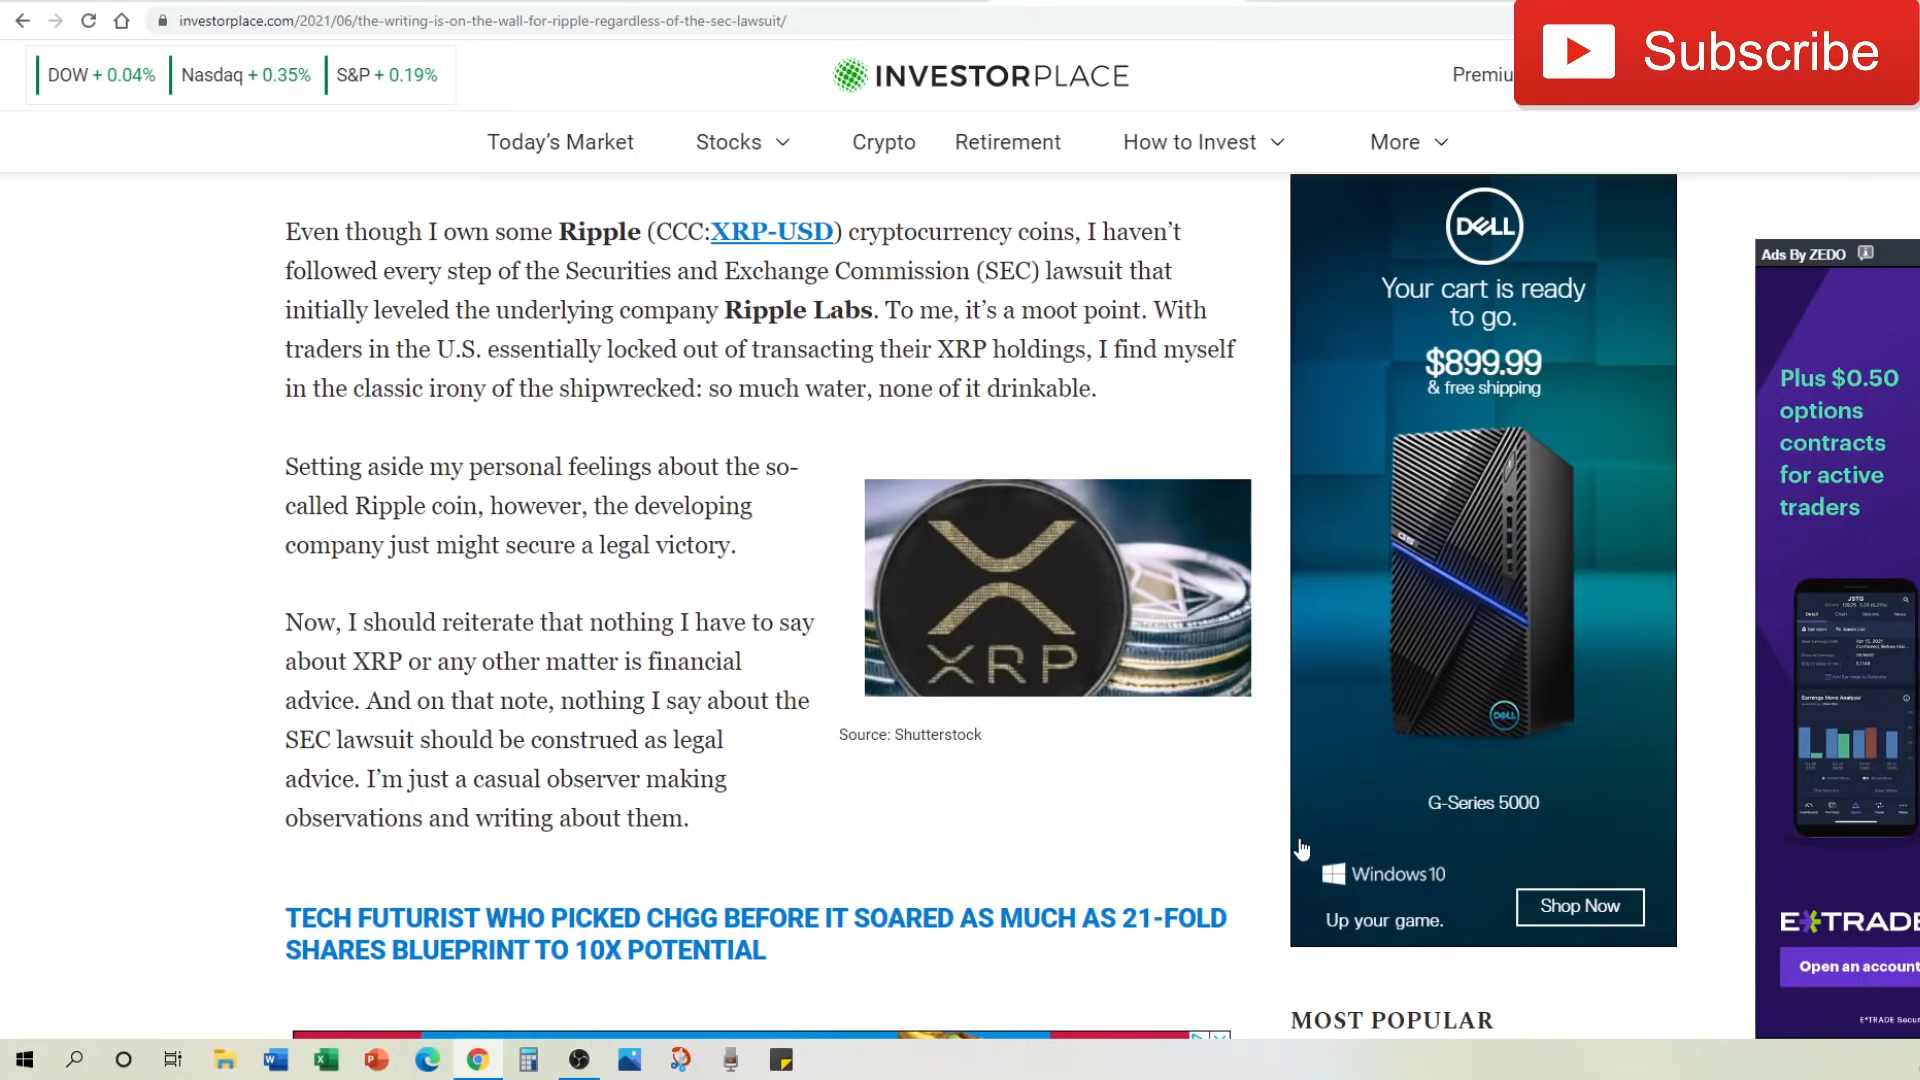 investorplace.com/2021/06/the-writing-is-on-the-wall-for-ripple-regardless-of-the-sec-lawsuit/
Subscribe
DOW + 0.04%
Nasdaq + 0.35%
S&P + 0.19%
INVESTORPLACE
Premiu
Today's Market
Stocks
Crypto
Retirement
How to Invest
More
Even though I own some Ripple (CCC:XRP-USD) cryptocurrency coins, I haven't
followed every step of the Securities and Exchange Commission (SEC) lawsuit that
initially leveled the underlying company Ripple Labs. To me, it's a moot point. With
traders in the U.S. essentially locked out of transacting their XRP holdings, I find myself
in the classic irony of the shipwrecked: so much water, none of it drinkable.
Setting aside my personal feelings about the so-
called Ripple coin, however, the developing
company just might secure a legal victory.
Now, I should reiterate that nothing I have to say
about XRP or any other matter is financial
advice. And on that note, nothing I say about the
SEC lawsuit should be construed as legal
advice. I'm just a casual observer making
observations and writing about them.
XRP
Source: Shutterstock
TECH FUTURIST WHO PICKED CHGG BEFORE IT SOARED AS MUCH AS 21-FOLD
SHARES BLUEPRINT TO 10X POTENTIAL
DELL
Your cart is ready
to go.
$899.99
& free shipping
G5
DELL
G-Series 5000
Windows10
Up your game.
Shop Now
MOST POPULAR
Ads By ZEDO
Plus $0.50
options
contracts
for active
traders
JSTG
E*TRADE
Open an account
E*TRADE Secur